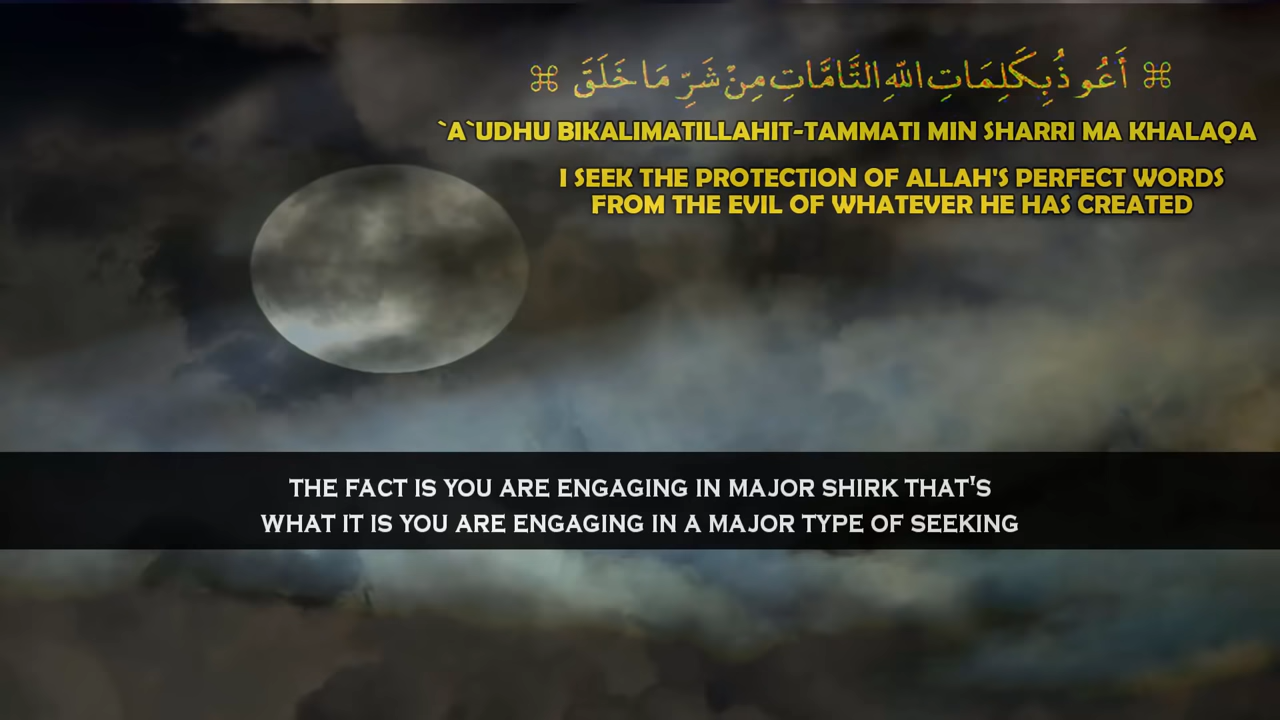 ⌘ أَعُوذُ بِكَلِمَاتِ اللّٰهِ التَّامَّاتِ مِنْ شَرِّ مَا خَلَقَ ⌘
`A`UDHU BIKALIMATILLAHIT-TAMMATI MIN SHARRI MA KHALAQA
I SEEK THE PROTECTION OF ALLAH'S PERFECT WORDS
FROM THE EVIL OF WHATEVER HE HAS CREATED
THE FACT IS YOU ARE ENGAGING IN MAJOR SHIRK THAT'S
WHAT IT IS YOU ARE ENGAGING IN A MAJOR TYPE OF SEEKING